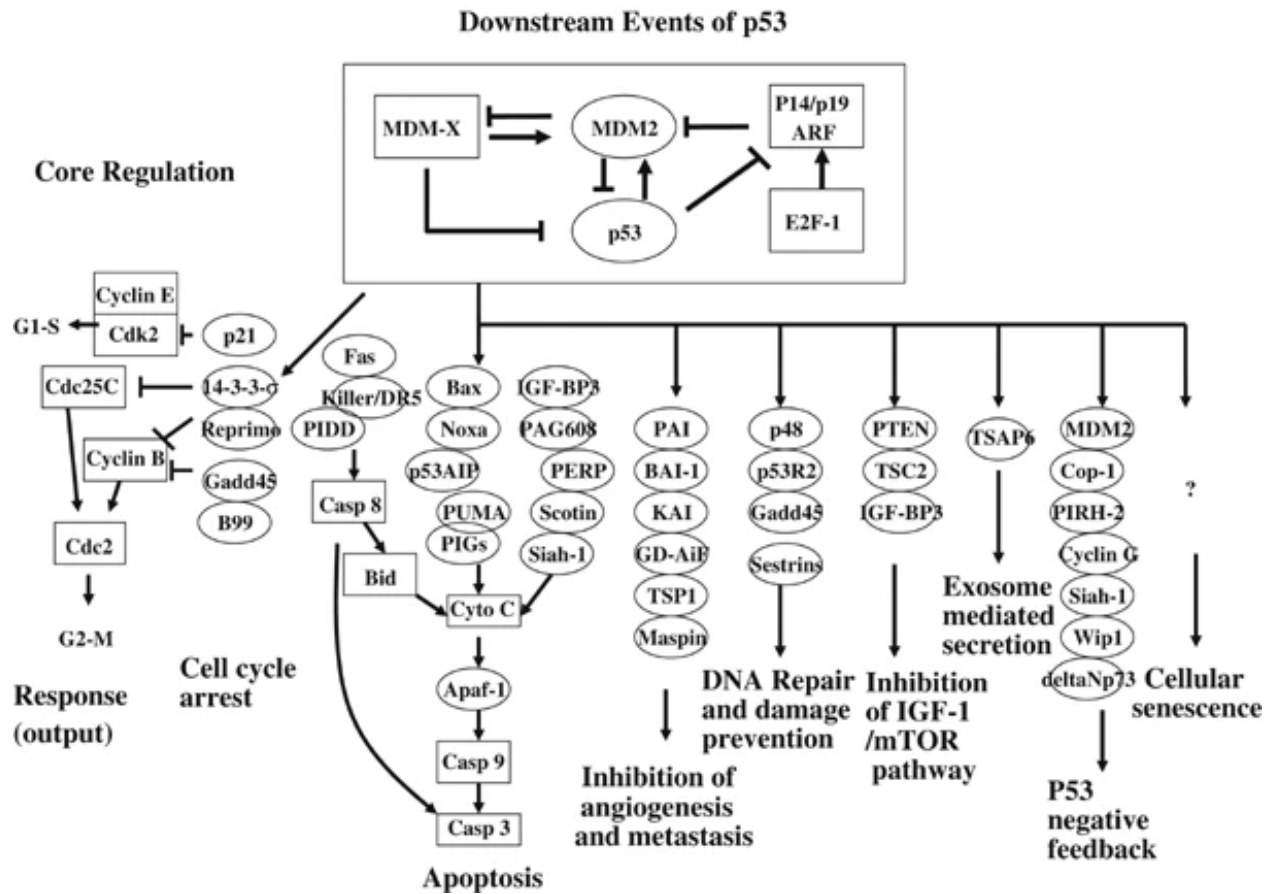 Downstream Events of p53
MDM-X
MDM2
P14/p19
ARF
Core Regulation
p53
E2F-1
Cyclin E
Cdk2
G1-S
p21
Cdc25C
14-3-3-σ
Reprimo
Cyclin B
Gadd45
B99
Cdc2
G2-M
Cell cycle
arrest
Response
(output)
Fas
Killer/DR5
PIDD
Casp 8
Bid
Bax
Noxa
p53AIP
PUMA
PIGs
IGF-BP3
PAG608
PERP
Scotin
Siah-1
Cyto C
Apaf-1
Casp 9
Casp 3
Apoptosis
PAI
BAI-1
KAI
GD-AiF
TSP1
Maspin
Inhibition of
angiogenesis
and metastasis
p48
p53R2
Gadd45
Sestrins
DNA Repair
and damage
prevention
PTEN
TSC2
IGF-BP3
Inhibition
of IGF-1
/mTOR
pathway
TSAP6
Exosome
mediated
secretion
MDM2
Cop-1
PIRH-2
Cyclin G
Siah-1
Wip1
deltaNp73
P53
negative
feedback
?
Cellular
senescence